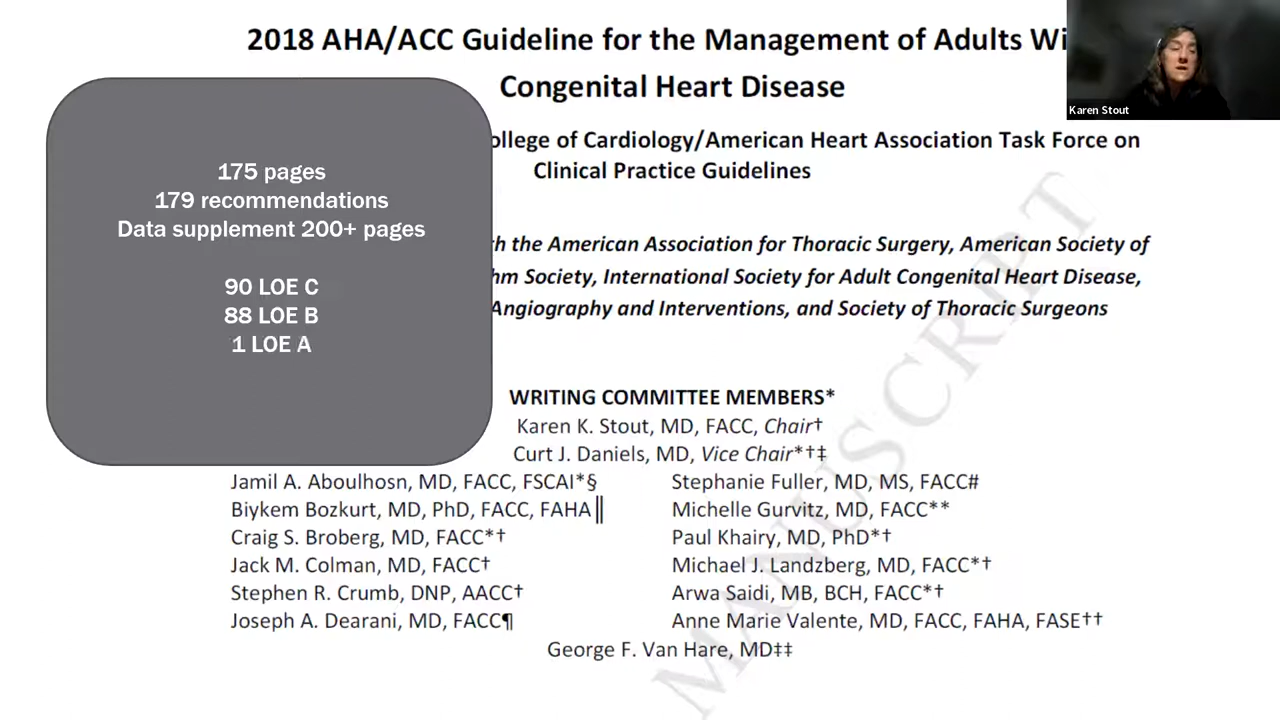 2018 AHA/ACC Guideline for the Management of Adults Wi
Congenital Heart Disease
Karen Stout
ollege of Cardiology/American Heart Association Task Force on
Clinical Practice Guidelines
175 pages
179 recommendations
Data supplement 200+ pages
90 LOE C
88 LOE B
1 LOE A
h the American Association for Thoracic Surgery, American Society of
hm Society, International Society for Adult Congenital Heart Disease,
Angiography and Interventions, and Society of Thoracic Surgeons
WRITING COMMITTEE MEMBERS*
Karen K. Stout, MD, FACC, Chair†
Curt J. Daniels, MD, Vice Chair*†‡
Jamil A. Aboulhosn, MD, FACC, FSCAI*§
Stephanie Fuller, MD, MS, FACC#
Biykem Bozkurt, MD, PhD, FACC, FAHA║
Michelle Gurvitz, MD, FACC**
Craig S. Broberg, MD, FACC*†
Paul Khairy, MD, PhD*†
Jack M. Colman, MD, FACC†
Michael J. Landzberg, MD, FACC*†
Stephen R. Crumb, DNP, AACC†
Arwa Saidi, MB, BCH, FACC*†
Joseph A. Dearani, MD, FACC¶
Anne Marie Valente, MD, FACC, FAHA, FASE††
George F. Van Hare, MD‡‡
MANUSCRIPT